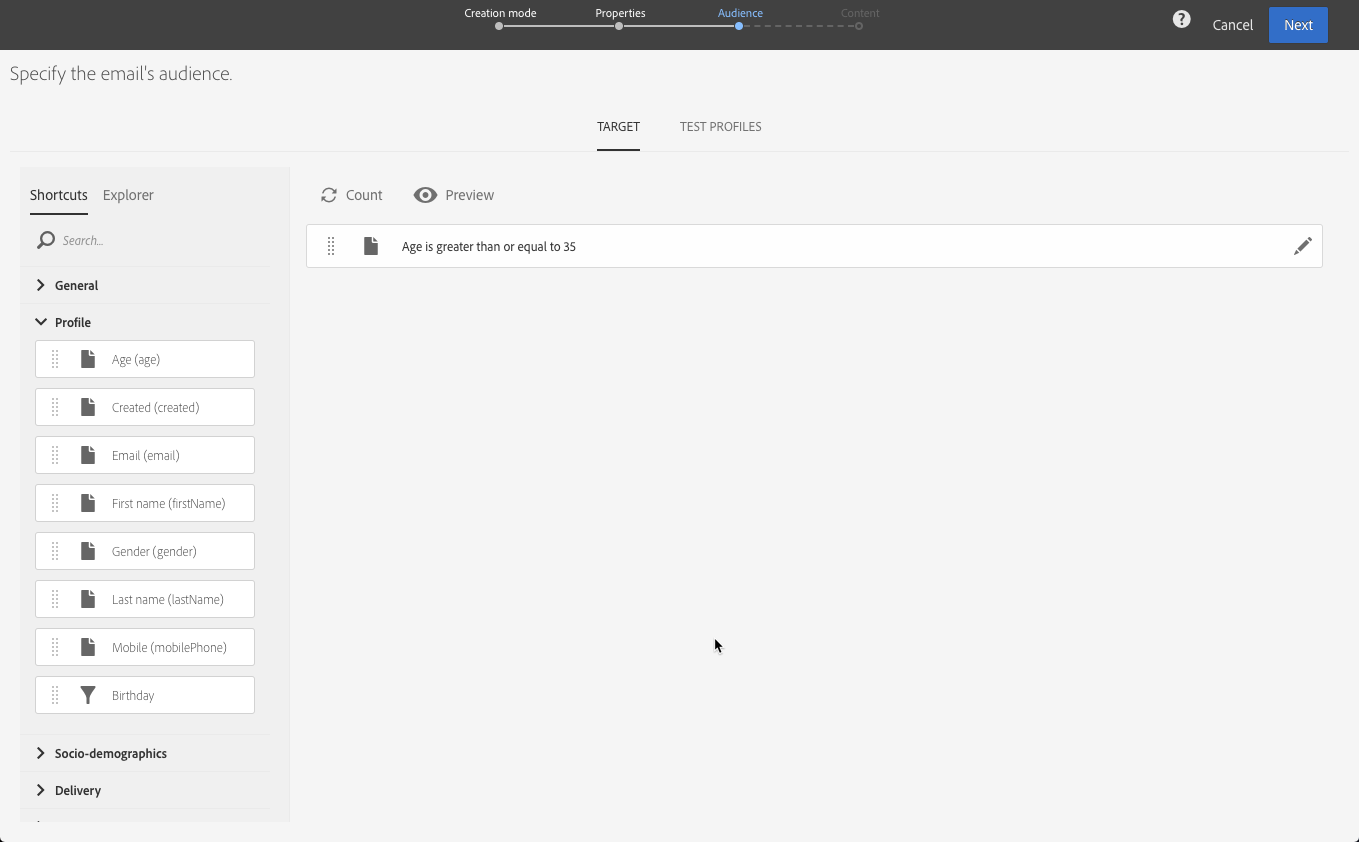 Creation mode
Properties
Audience
Content
?
Cancel
Next
Specify the email's audience.
TARGET
TEST PROFILES
Shortcuts
Explorer
Search...
General
Profile
Age (age)
Created (created)
Email (email)
First name (firstName)
Gender (gender)
Last name (lastName)
Mobile (mobilePhone)
Birthday
Socio-demographics
Delivery
Count
Preview
Age is greater than or equal to 35